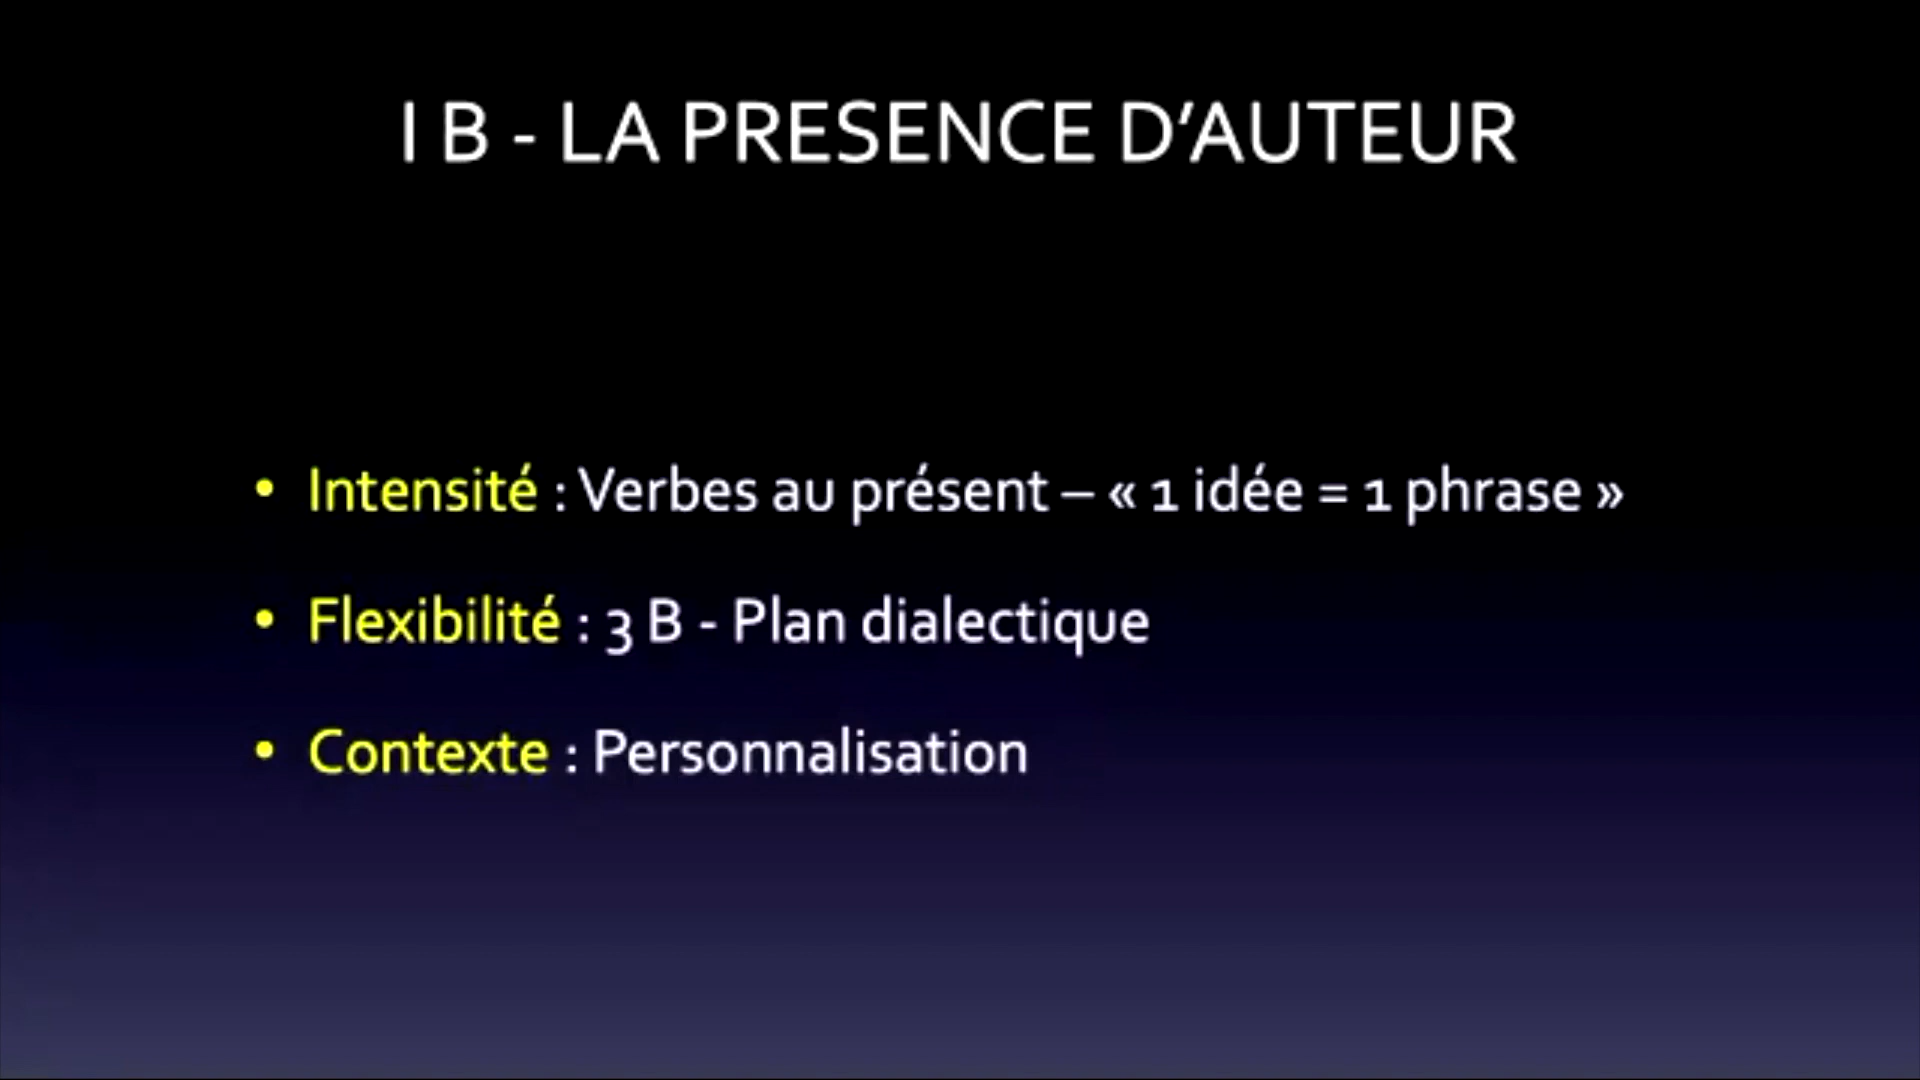 I B - LA PRESENCE D’AUTEUR
• Intensité : Verbes au présent – « 1 idée = 1 phrase »
• Flexibilité : 3 B - Plan dialectique
• Contexte : Personnalisation